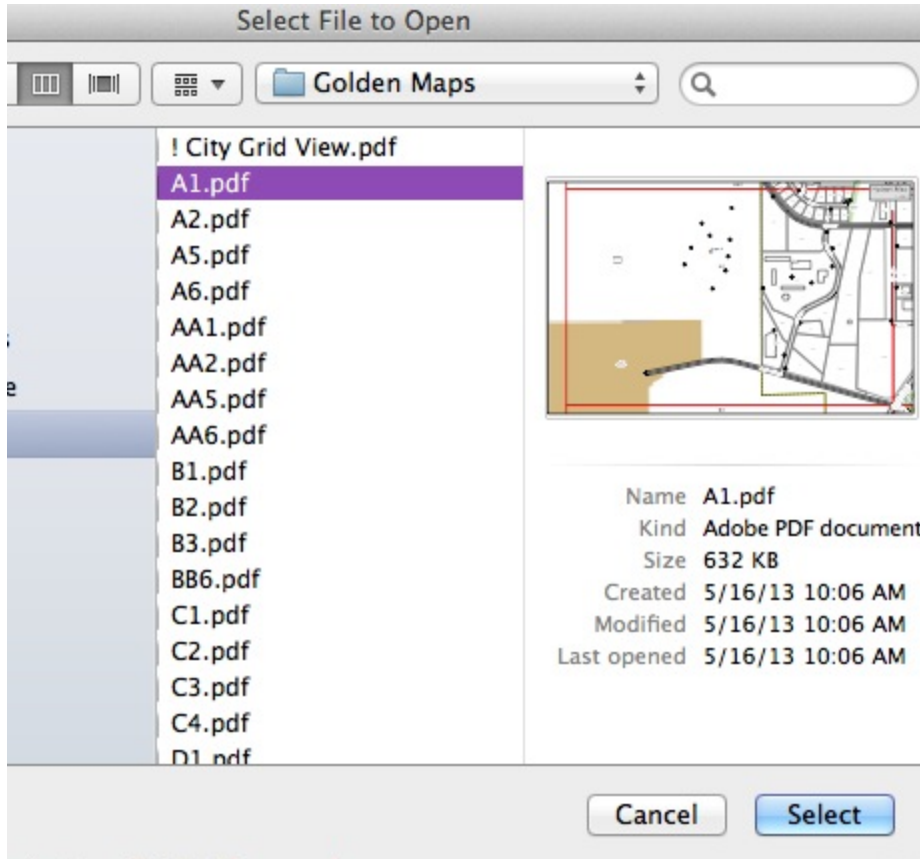 Select File to Open
Golden Maps
! City Grid View.pdf
A1.pdf
A2.pdf
A5.pdf
A6.pdf
AA1.pdf
AA2.pdf
AA5.pdf
AA6.pdf
B1.pdf
B2.pdf
B3.pdf
BB6.pdf
C1.pdf
C2.pdf
C3.pdf
C4.pdf
D1.pdf
Name A1.pdf
Kind Adobe PDF document
Size 632 KB
Created 5/16/13 10:06 AM
Modified 5/16/13 10:06 AM
Last opened 5/16/13 10:06 AM
Cancel Select